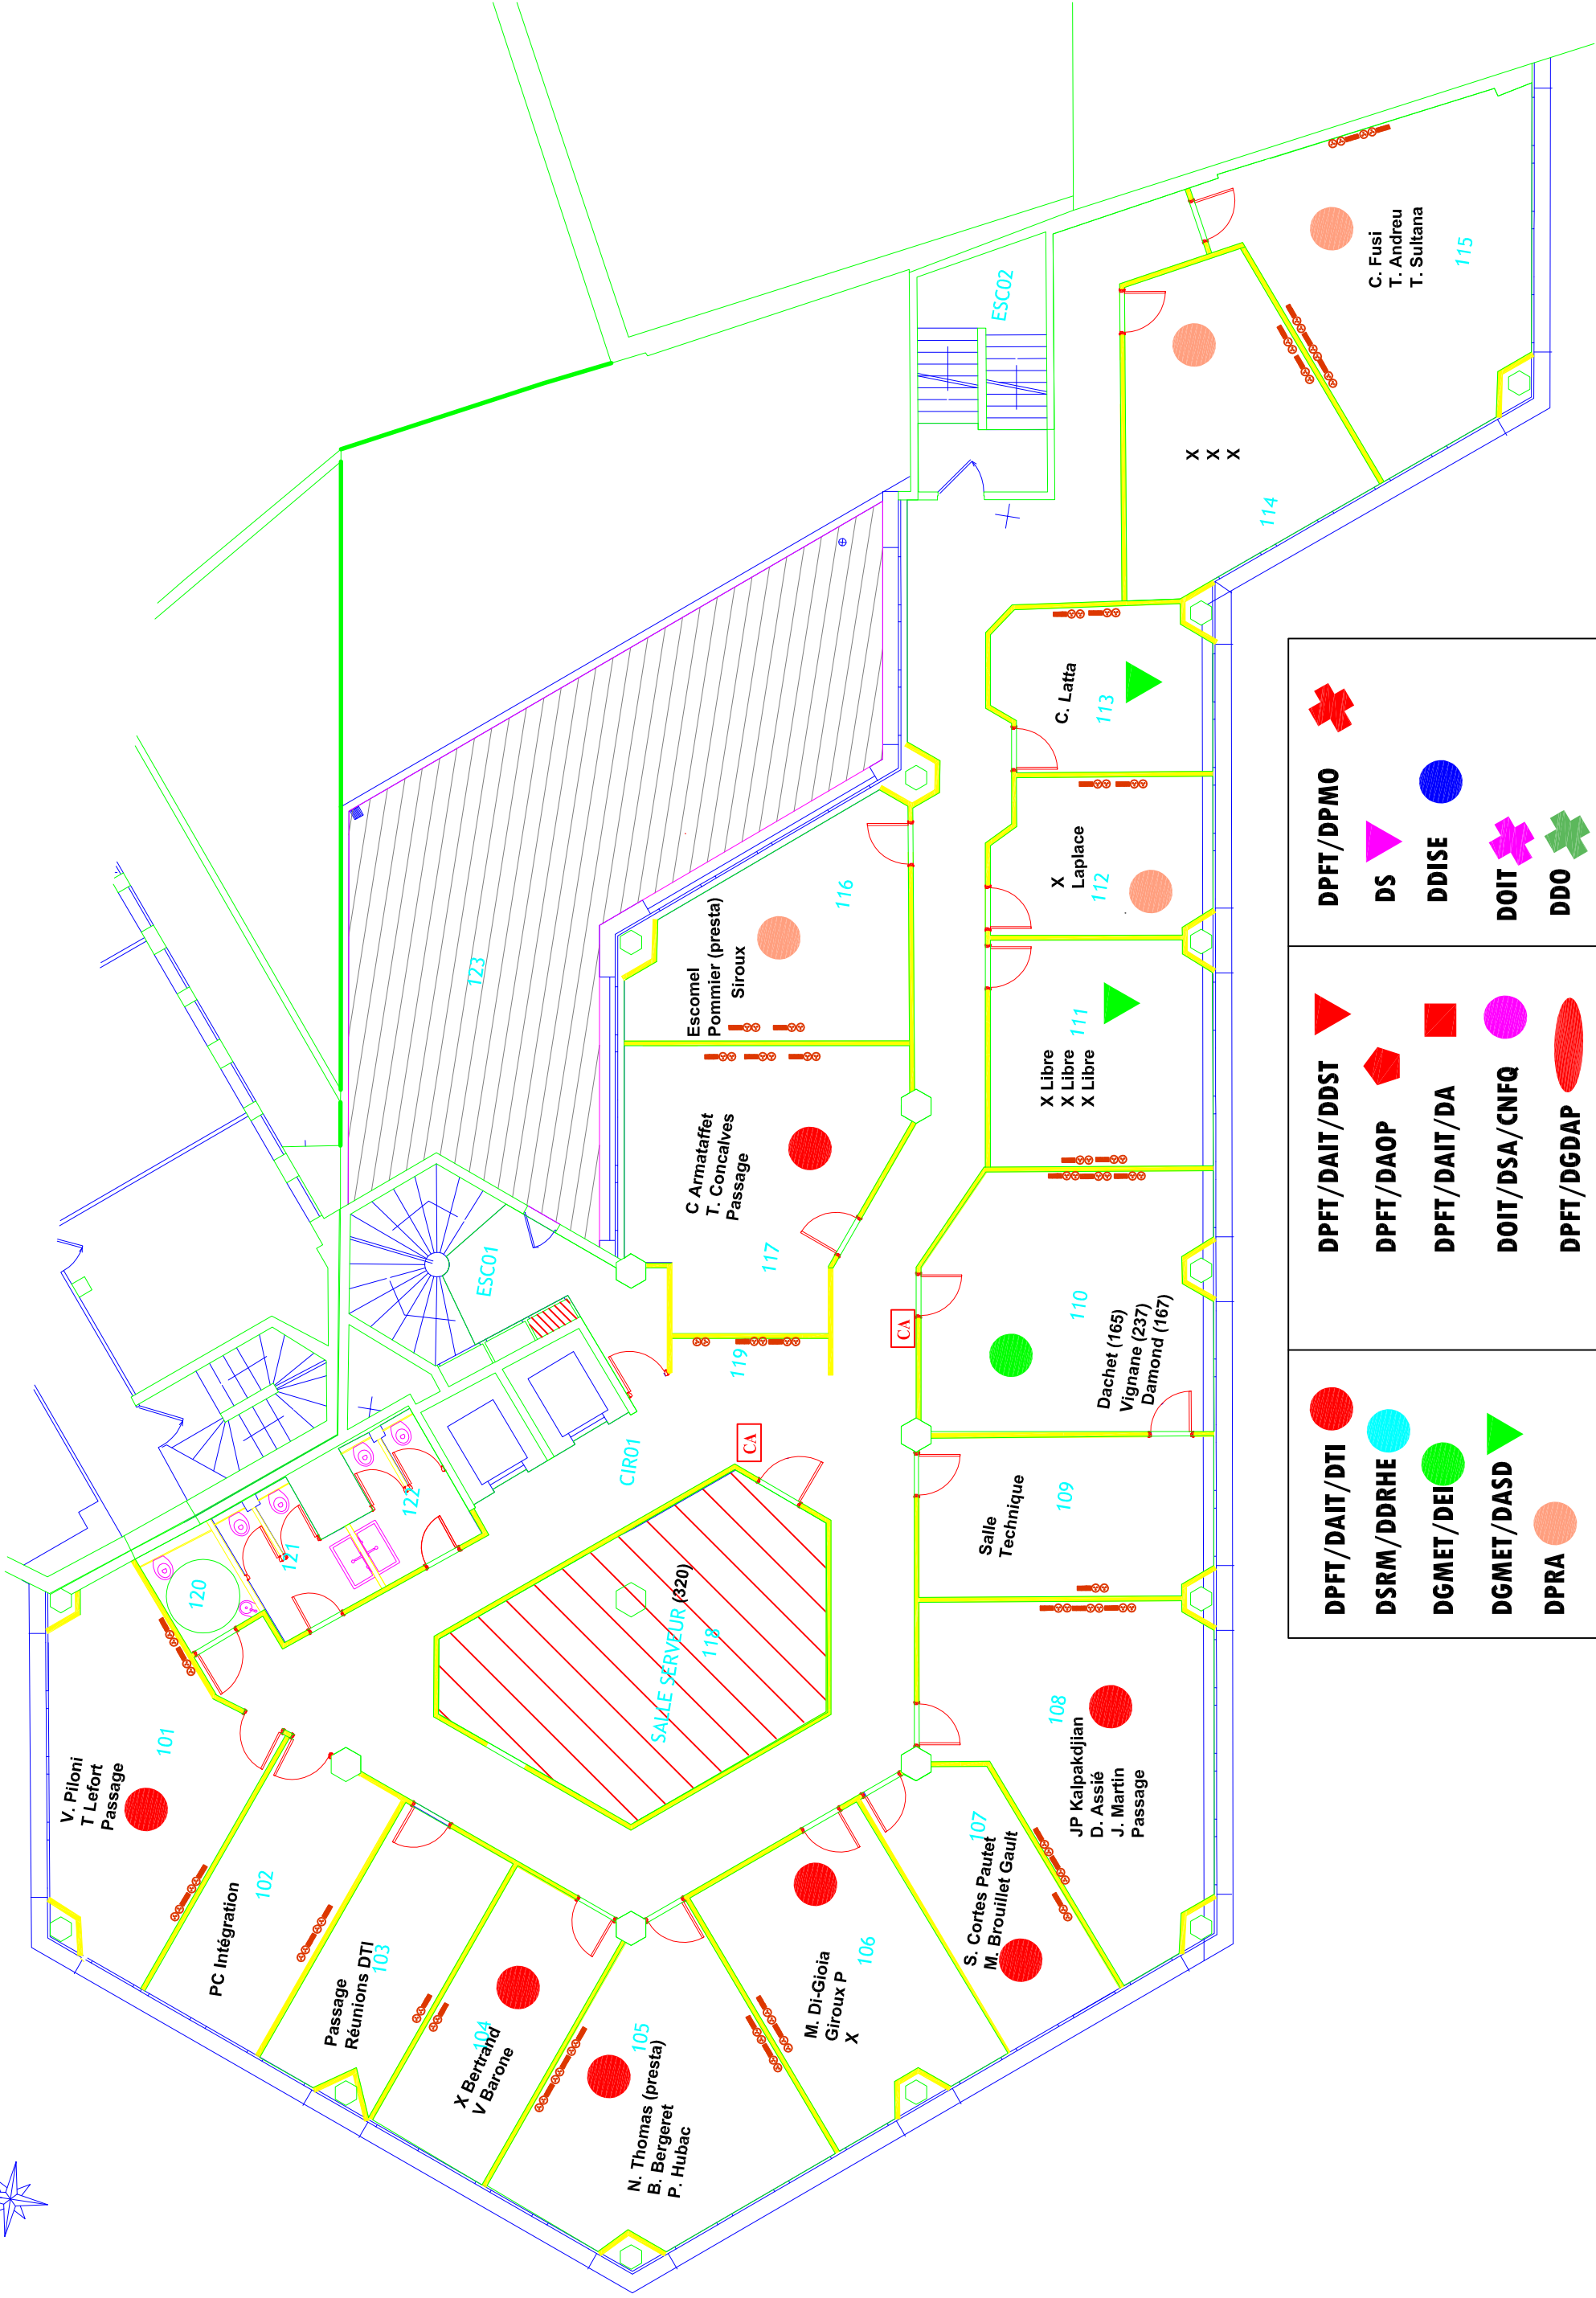 V. Piloni
T Lefort
Passage
101
PC Intégration
102
Passage
Réunions DTI
103
X Bertrand
V Barone
104
N. Thomas (presta)
B. Bergeret
P. Hubac
105
M. Di-Gioia
Giroux P
X
106
S. Cortes Pautet
M. Brouillet Gault
107
JP Kalpakdjian
D. Assié
J. Martin
Passage
108
Salle
Technique
109
Dachet (165)
Vignane (237)
Damond (167)
110
X Libre
X Libre
X Libre
111
X
Laplace
112
C. Latta
113
X
X
X
114
C. Fusi
T. Andreu
T. Sultana
115
Escomel
Pommier (presta)
Siroux
116
C Armataffet
T. Concalves
Passage
117
SALLE SERVEUR (320)
118
119
120
121
122
123
CIR01
ESC01
ESC02
CA
CA
DPFT/DAIT/DTI
DSRM/DDRHE
DGMET/DEI
DGMET/DASD
DPRA
DPFT/DAIT/DDST
DPFT/DAOP
DPFT/DAIT/DA
DOIT/DSA/CNFQ
DPFT/DGDAP
DPFT/DPMO
DS
DDISE
DOIT
DDO